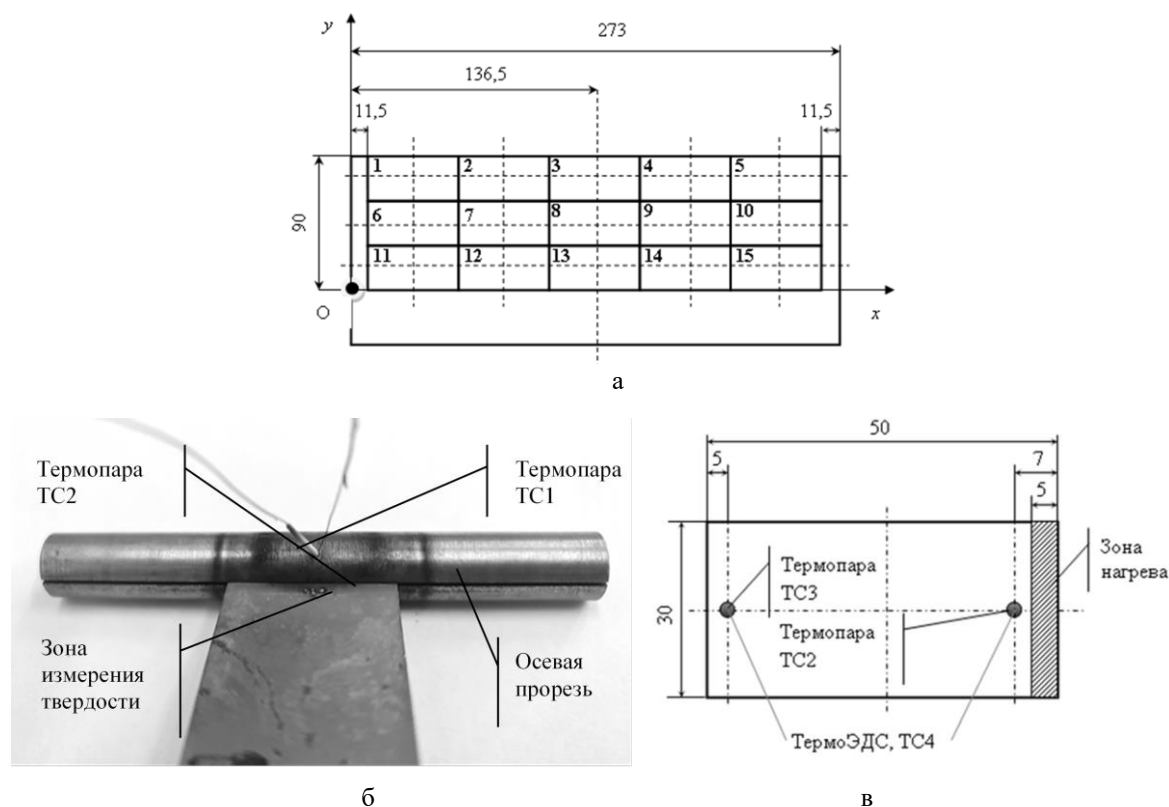 y
273
136,5
11,5
11,5
1
2
3
4
5
90
6
7
8
9
10
11
12
13
14
15
O
x
а
Термопара
ТС2
Термопара
ТС1
Зона
измерения
твердости
Осевая
прорезь
б
50
5
7
5
30
Термопара
ТС3
Термопара
ТС2
Зона
нагрева
ТермоЭДС, ТС4
в